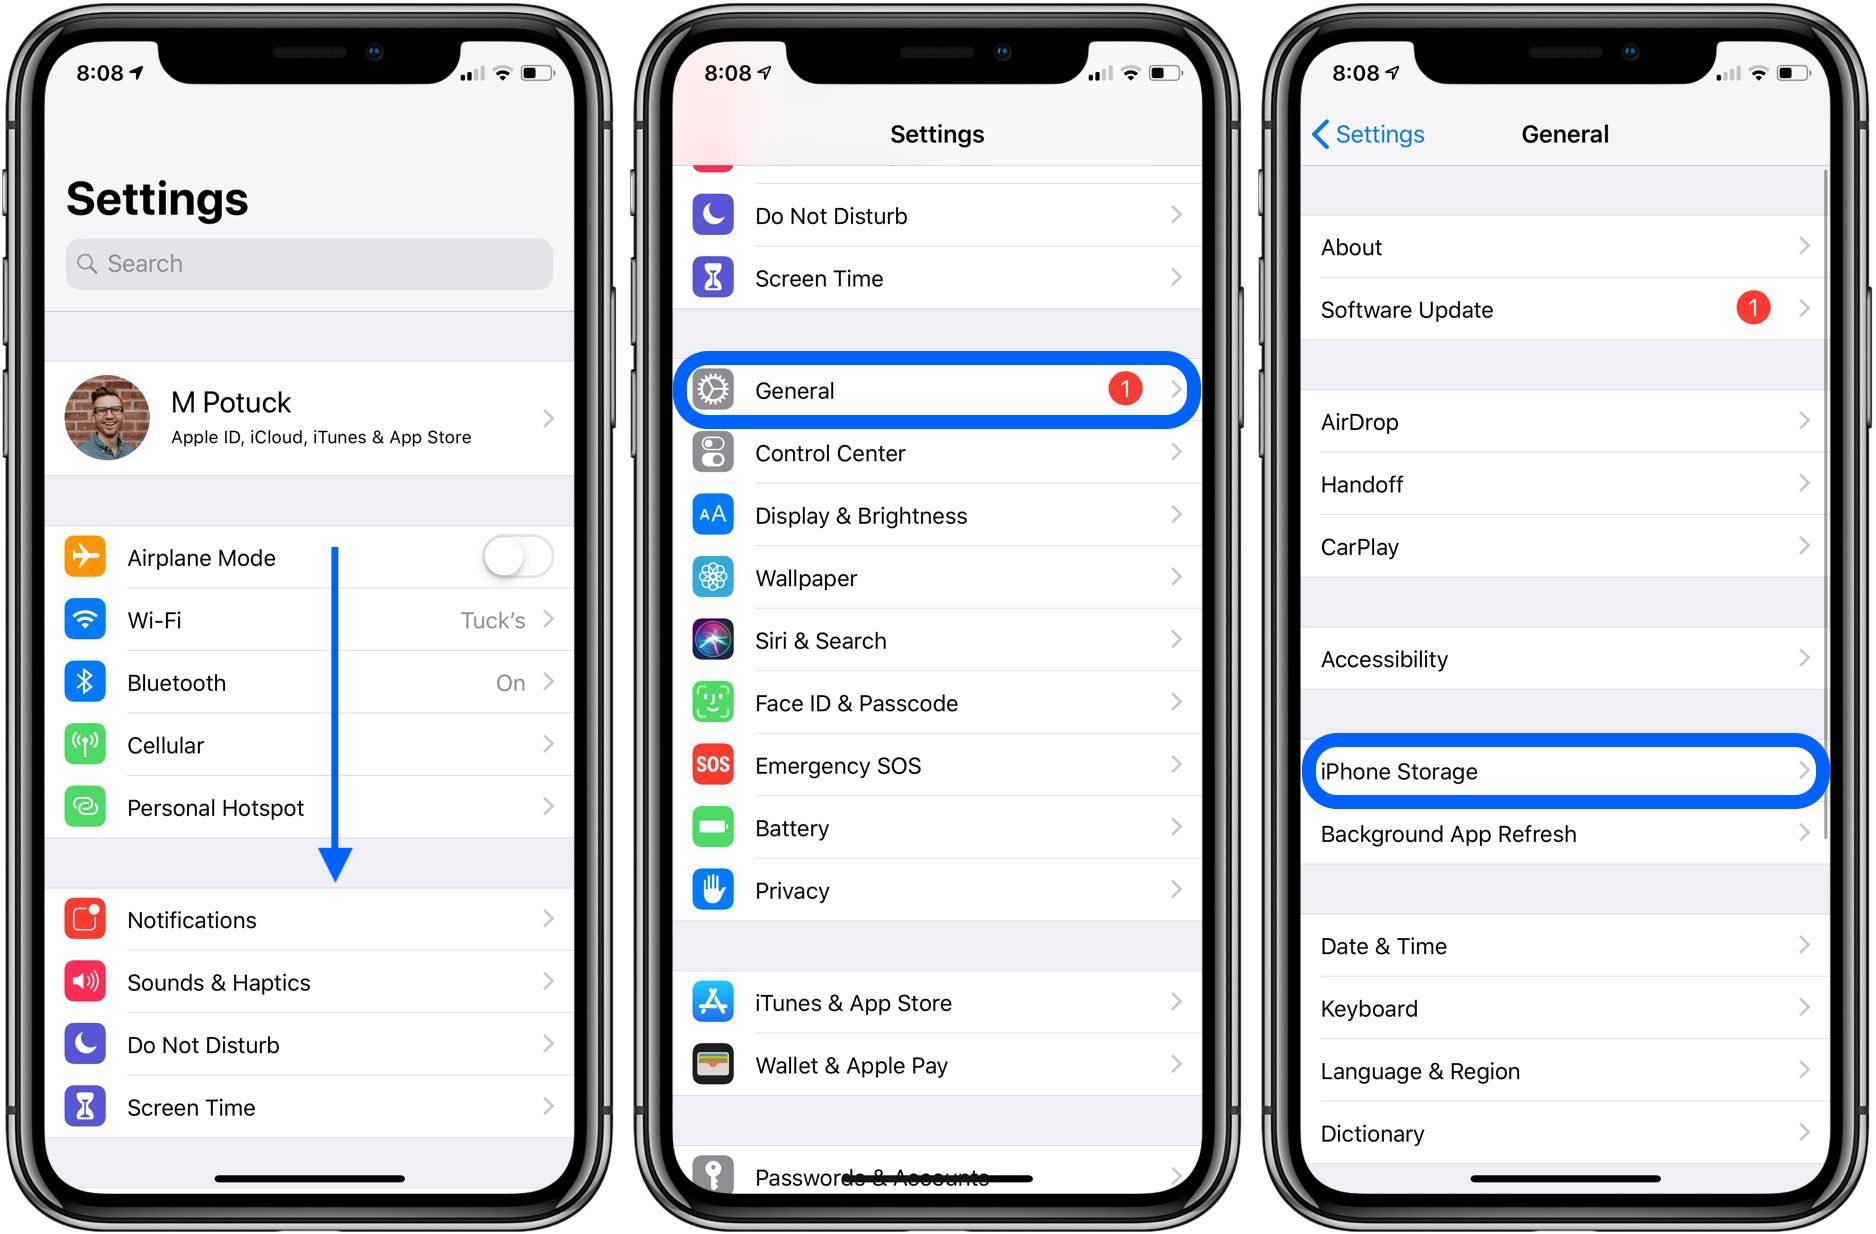 8:08
Settings
Search
M Potuck
Apple ID, iCloud, iTunes & App Store
Airplane Mode
Wi-Fi Tuck's
Bluetooth On
Cellular
Personal Hotspot
Notifications
Sounds & Haptics
Do Not Disturb
Screen Time
8:08
Settings
Do Not Disturb
Screen Time
General 1
Control Center
AA Display & Brightness
Wallpaper
Siri & Search
Face ID & Passcode
SOS Emergency SOS
Battery
Privacy
iTunes & App Store
Wallet & Apple Pay
Passwords & Accounts
8:08
Settings General
About
Software Update 1
AirDrop
Handoff
CarPlay
Accessibility
iPhone Storage
Background App Refresh
Date & Time
Keyboard
Language & Region
Dictionary